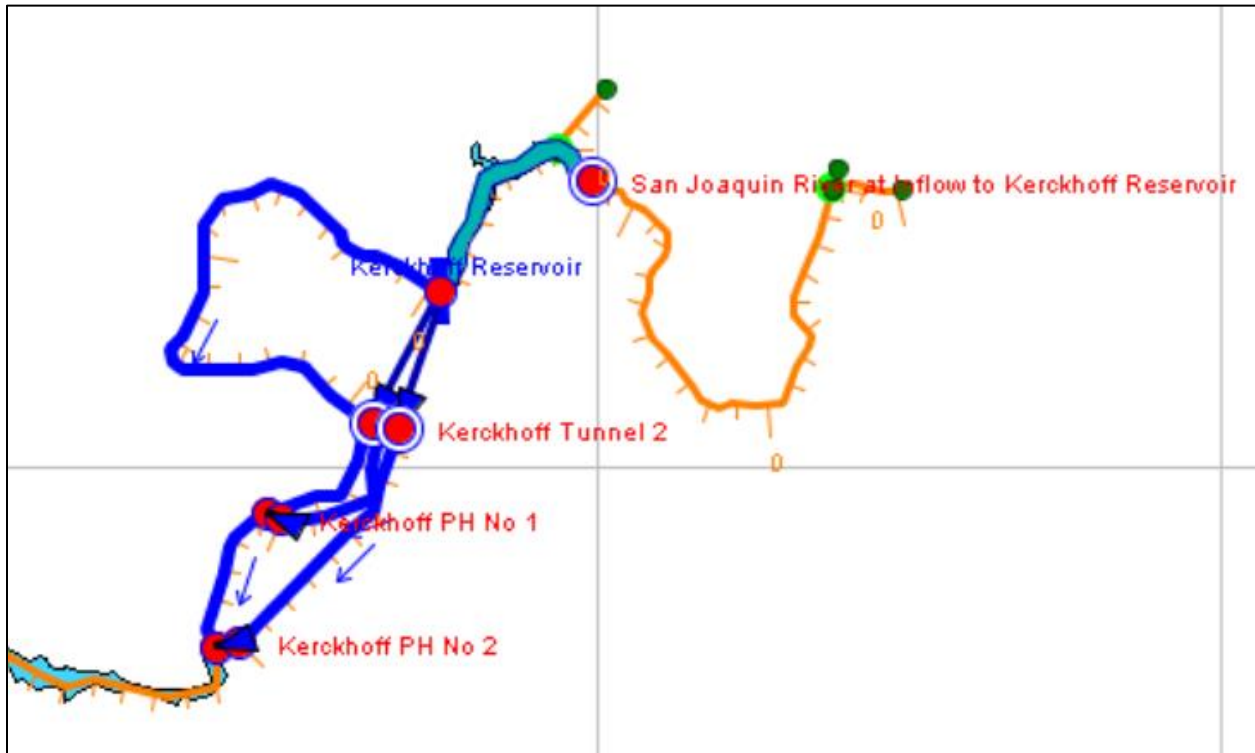 San Joaquin River at Inflow to Kerckhoff Reservoir
0
Kerckhoff Reservoir
0
0
Kerckhoff Tunnel 2
0
Kerckhoff PH No 1
Kerckhoff PH No 2